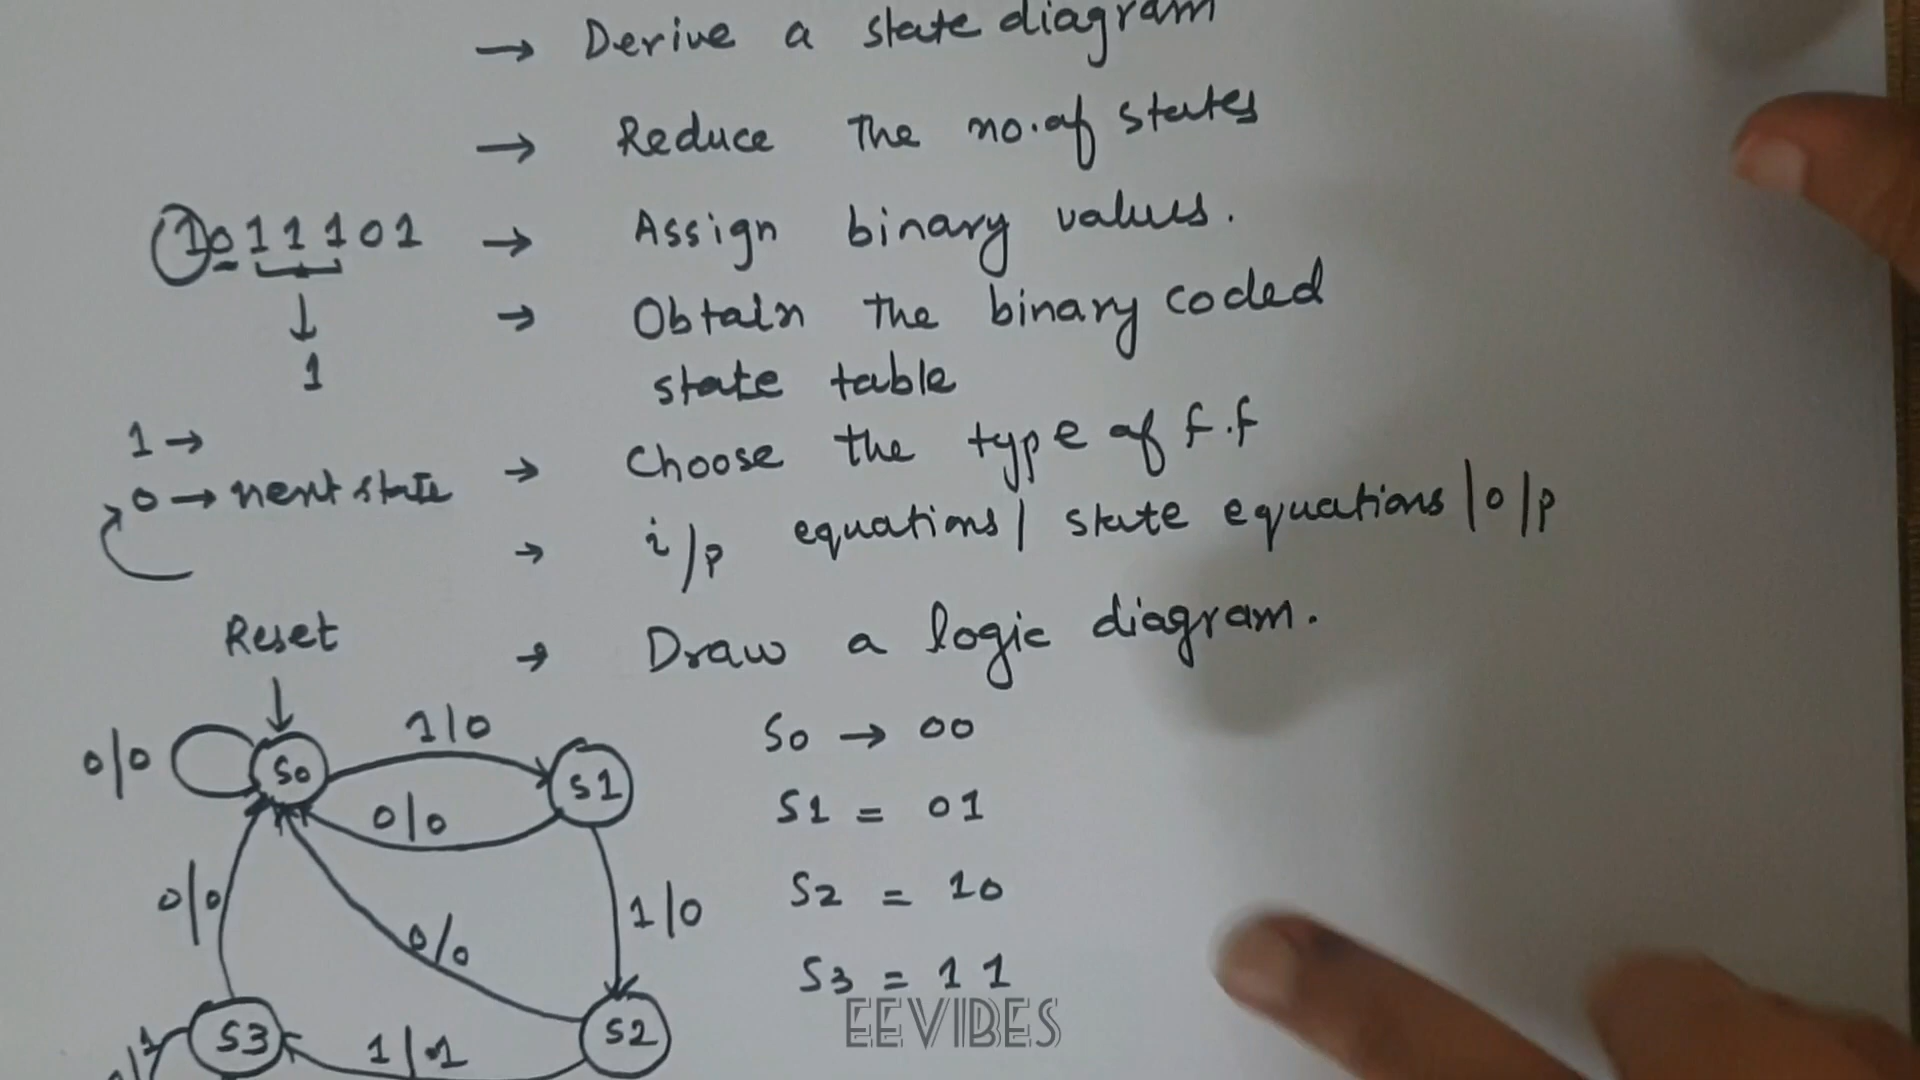 → Derive a state diagram
→ Reduce The no.of states
1011101 → Assign binary values.
↓
1
→ Obtain The binary coded
state table
1 →
0 → next state
→ Choose the type of f.f
→ i/p equations/ state equations/o/p
Reset
→ Draw a logic diagram.
S0 → 00
S1 = 01
S2 = 10
S3 = 11
0/0
S0
1/0
S1
0/0
0/0
0/0
1/0
S3
1/1
S2
EEVIBES